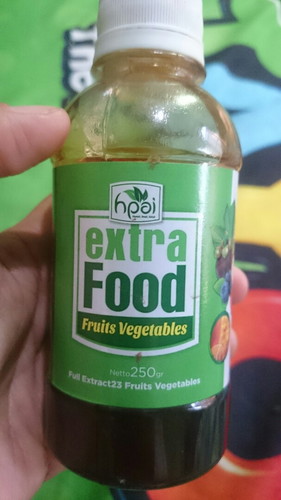 hpai
extra
Food
Fruits Vegetables
Netto250gr
Full Extract23 Fruits Vegetables